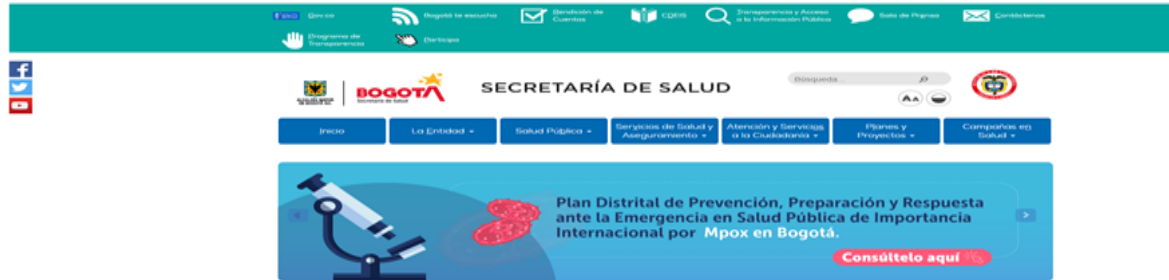 Inicio Gov.co
Bogotá te escucha
Rendición de
Cuentas
Transparencia y Acceso
a la Información Pública
Sala de Prensa
Contáctenos
Programa de
Transparencia
Participa
BOGOTÁ
Secretaría de Salud
SECRETARÍA DE SALUD
Búsqueda...
AA
Inicio
La Entidad
Salud Pública
Servicios de Salud y
Aseguramiento
Atención y Servicios
a la Ciudadanía
Planes y
Proyectos
Campañas en
Salud
Plan Distrital de Prevención, Preparación y Respuesta
ante la Emergencia en Salud Pública de Importancia
Internacional por Mpox en Bogotá.
Consúltelo aquí